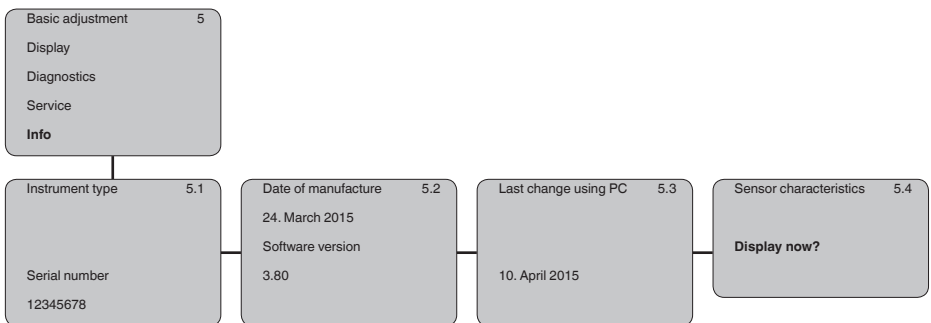 Basic adjustment 5
Display
Diagnostics
Service
Info
Instrument type 5.1
Serial number
12345678
Date of manufacture 5.2
24. March 2015
Software version
3.80
Last change using PC 5.3
10. April 2015
Sensor characteristics 5.4
Display now?